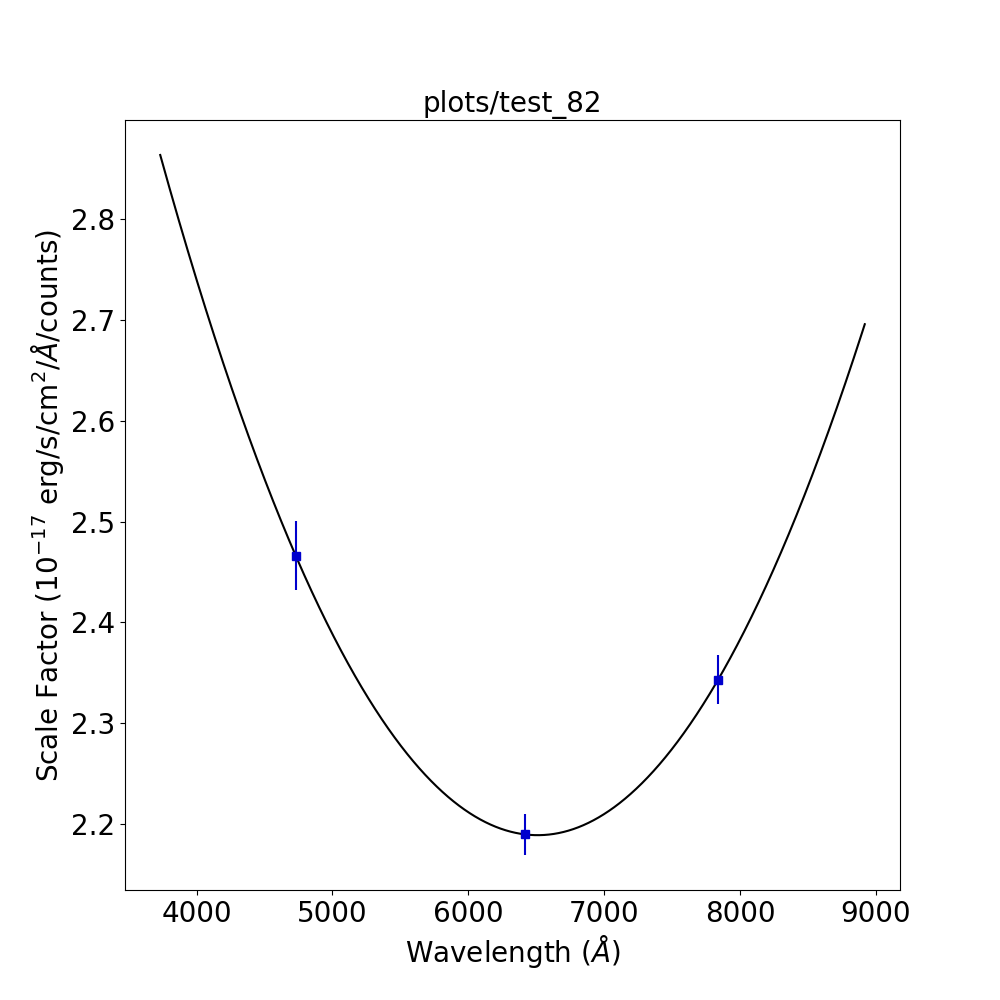 plots/test_82
2.8
2.7
2.6
2.5
2.4
2.3
2.2
Scale Factor (10⁻¹⁷ erg/s/cm²/Å/counts)
4000 5000 6000 7000 8000 9000
Wavelength (Å)